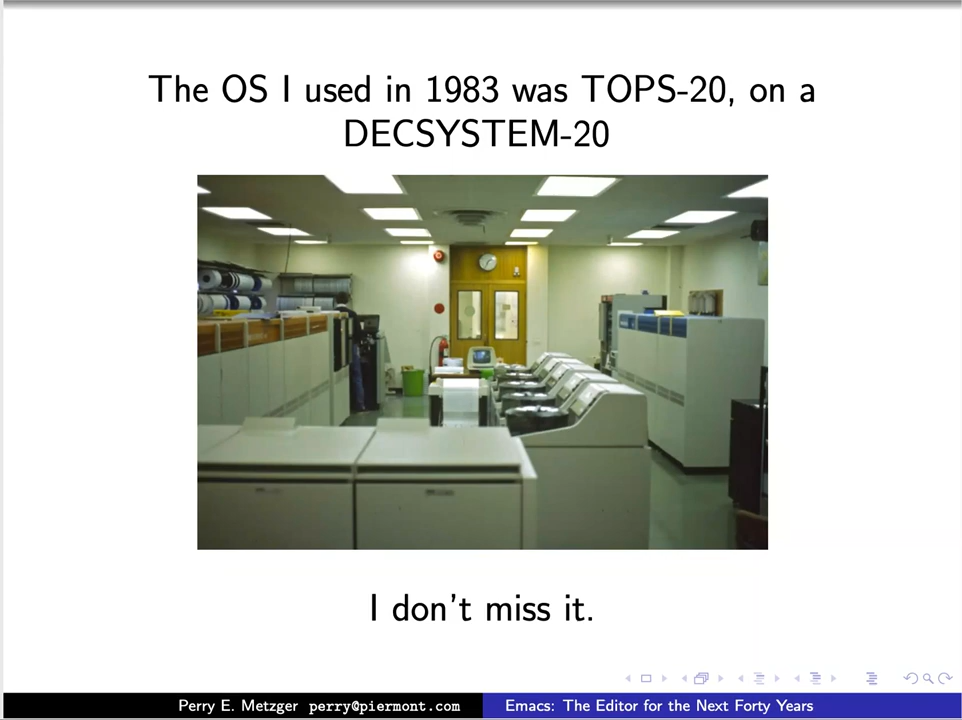 The OS I used in 1983 was TOPS-20, on a
DECSYSTEM-20
I don't miss it.
Perry E. Metzger perry@piermont.com
Emacs: The Editor for the Next Forty Years